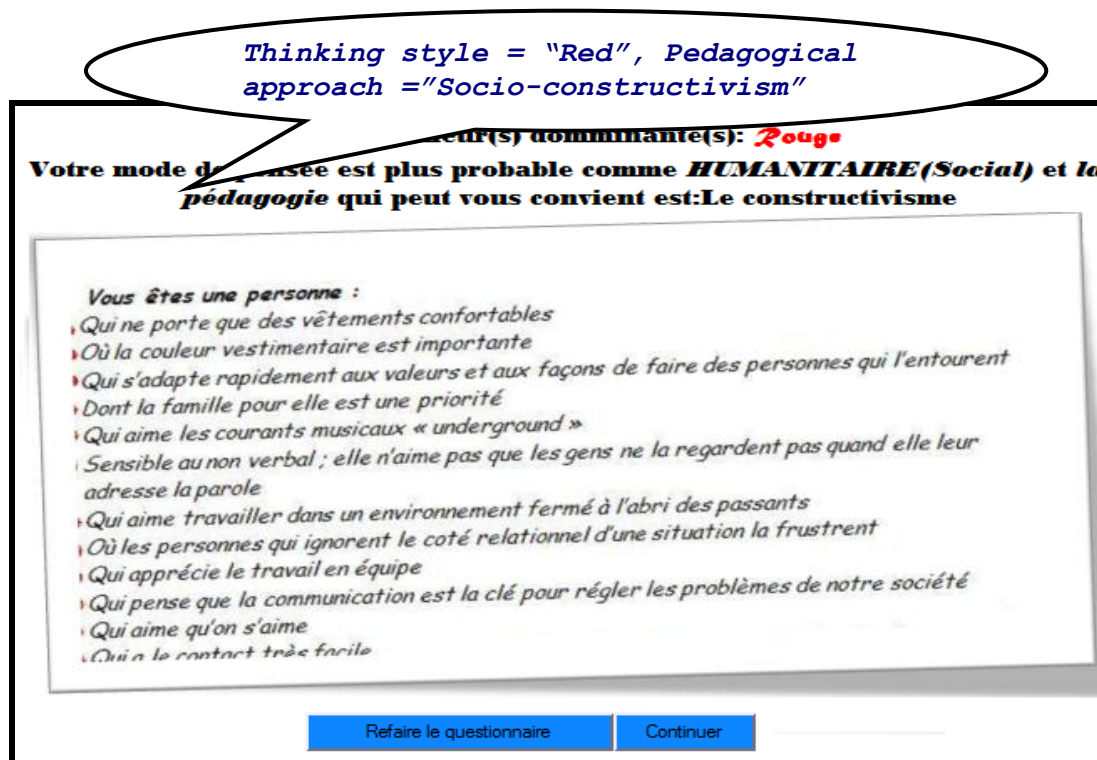 Thinking style = “Red”, Pedagogical
approach =”Socio-constructivism”
domminante(s): Rouge
Votre mode de est plus probable comme HUMANITAIRE(Social) et la
pédagogie qui peut vous convient est:Le constructivisme
Vous êtes une personne :
Qui ne porte que des vêtements confortables
Où la couleur vestimentaire est importante
Qui s'adapte rapidement aux valeurs et aux façons de faire des personnes qui l'entourent
Dont la famille pour elle est une priorité
Qui aime les courants musicaux « underground »
Sensible au non verbal ; elle n'aime pas que les gens ne la regardent pas quand elle leur
adresse la parole
Qui aime travailler dans un environnement fermé à l'abri des passants
Où les personnes qui ignorent le coté relationnel d'une situation la frustrent
Qui apprécie le travail en équipe
Qui pense que la communication est la clé pour régler les problèmes de notre société
Qui aime qu'on s'aime
Qui a le contact très facile
Refaire le questionnaire
Continuer